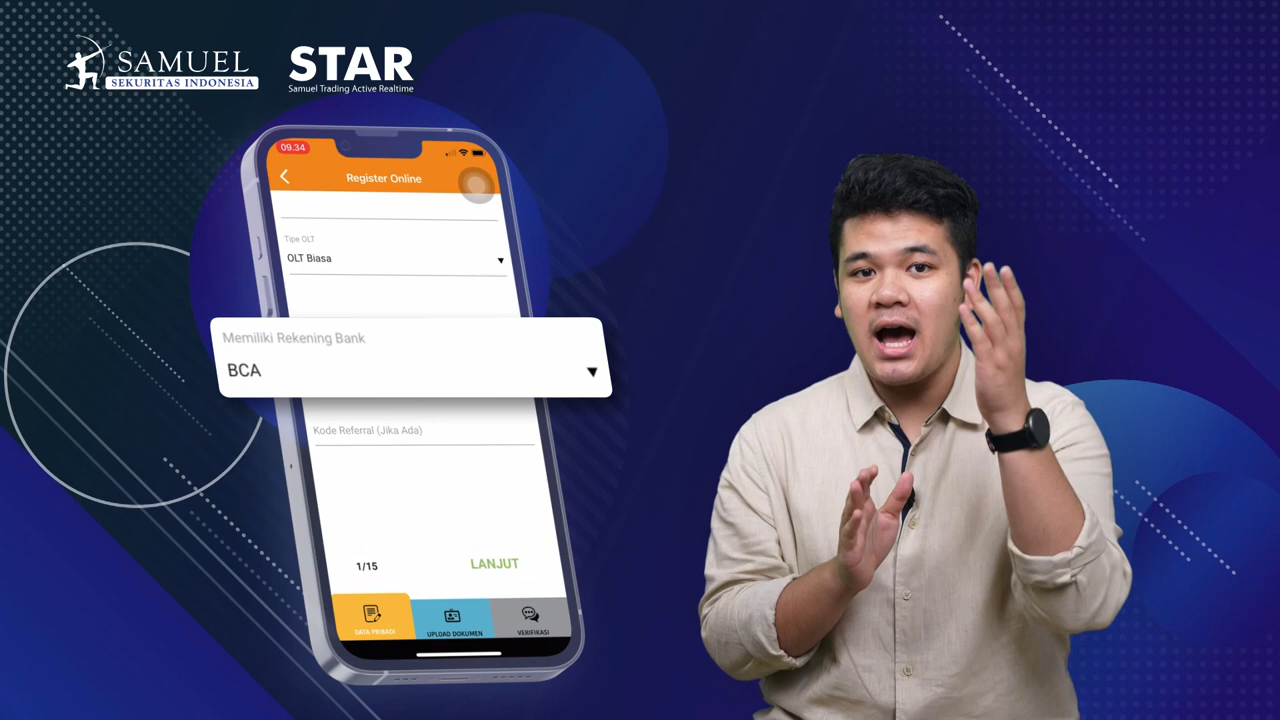 SAMUEL
SEKURITAS INDONESIA
STAR
Samuel Trading Active Realtime
09.34
Register Online
Tipe OLT
OLT Biasa
Memiliki Rekening Bank
BCA
Kode Referral (Jika Ada)
1/15
LANJUT
DATA PRIBADI
UPLOAD DOKUMEN
VERIFIKASI